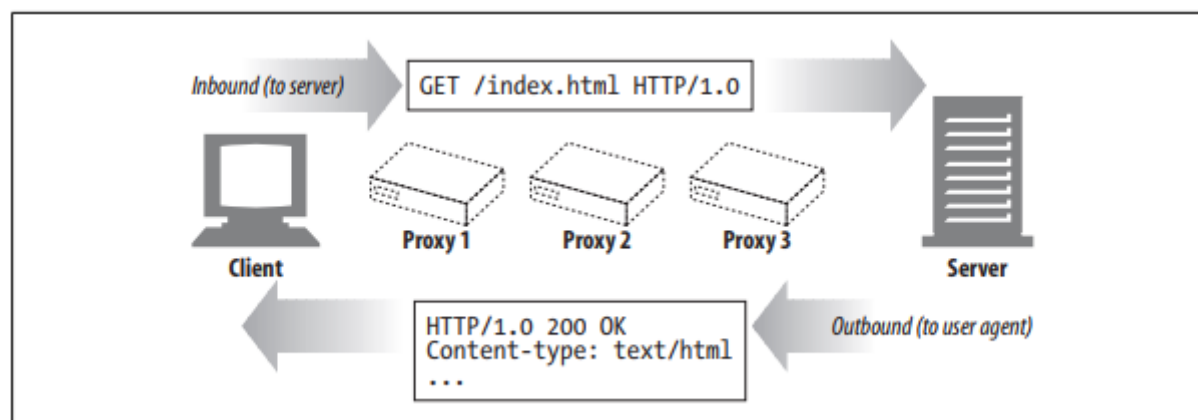 Inbound (to server)
GET /index.html HTTP/1.0
Proxy 1
Proxy 2
Proxy 3
Client
Server
HTTP/1.0 200 OK
Content-type: text/html
...
Outbound (to user agent)